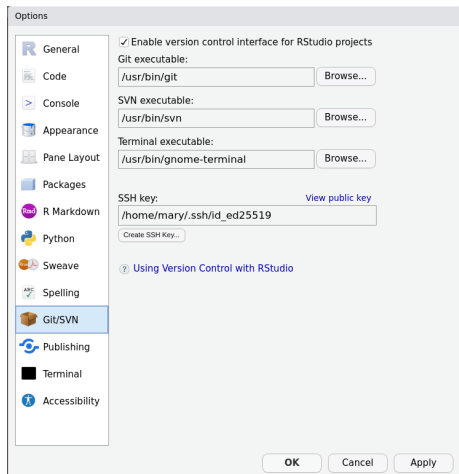 Options
General
Code
Console
Appearance
Pane Layout
Packages
Rmd R Markdown
Python
Sweave
ABC Spelling
Git/SVN
Publishing
Terminal
Accessibility
Enable version control interface for RStudio projects
Git executable:
/usr/bin/git Browse...
SVN executable:
/usr/bin/svn Browse...
Terminal executable:
/usr/bin/gnome-terminal Browse...
SSH key: View public key
/home/mary/.ssh/id_ed25519
Create SSH Key...
? Using Version Control with RStudio
OK Cancel Apply